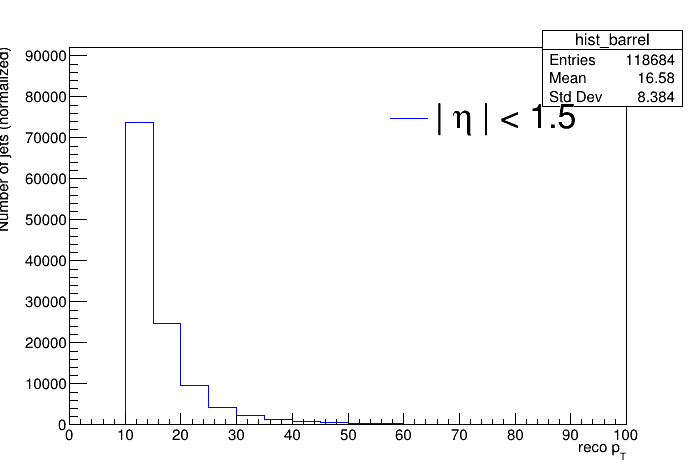 hist_barrel
Entries 118684
Mean 16.58
Std Dev 8.384
| η | < 1.5
Number of jets (normalized)
90000
80000
70000
60000
50000
40000
30000
20000
10000
0
0 10 20 30 40 50 60 70 80 90 100
reco p_T